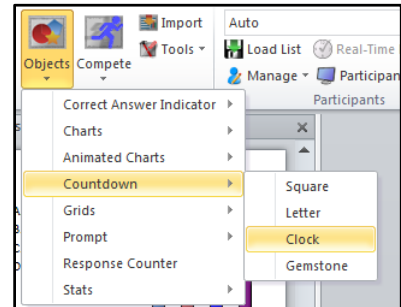 Objects
Compete
Import
Tools
Auto
Load List
Real-Time
Manage
Participan
Participants
Correct Answer Indicator
Charts
Animated Charts
Countdown
Grids
Prompt
Response Counter
Stats
Square
Letter
Clock
Gemstone